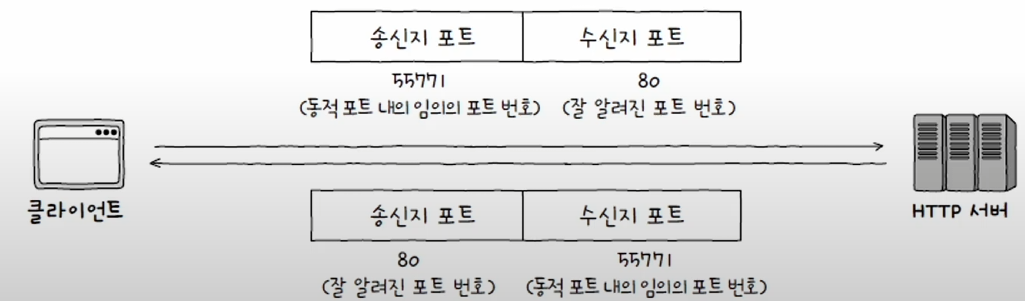 송신지 포트 수신지 포트
55771 80
(동적 포트 내의 임의의 포트 번호) (잘 알려진 포트 번호)
클라이언트 HTTP 서버
송신지 포트 수신지 포트
80 55771
(잘 알려진 포트 번호) (동적 포트 내의 임의의 포트 번호)